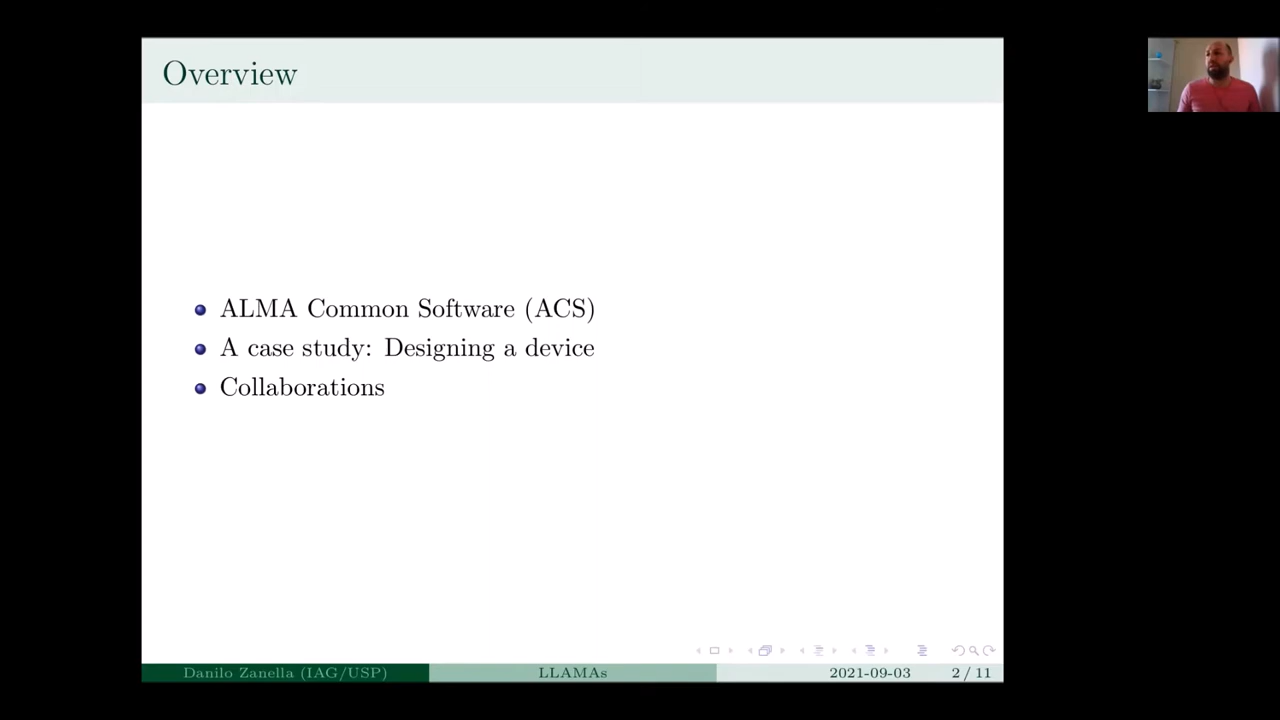 Overview
ALMA Common Software (ACS)
A case study: Designing a device
Collaborations
Danilo Zanella (IAG/USP) LLAMAs 2021-09-03 2 / 11